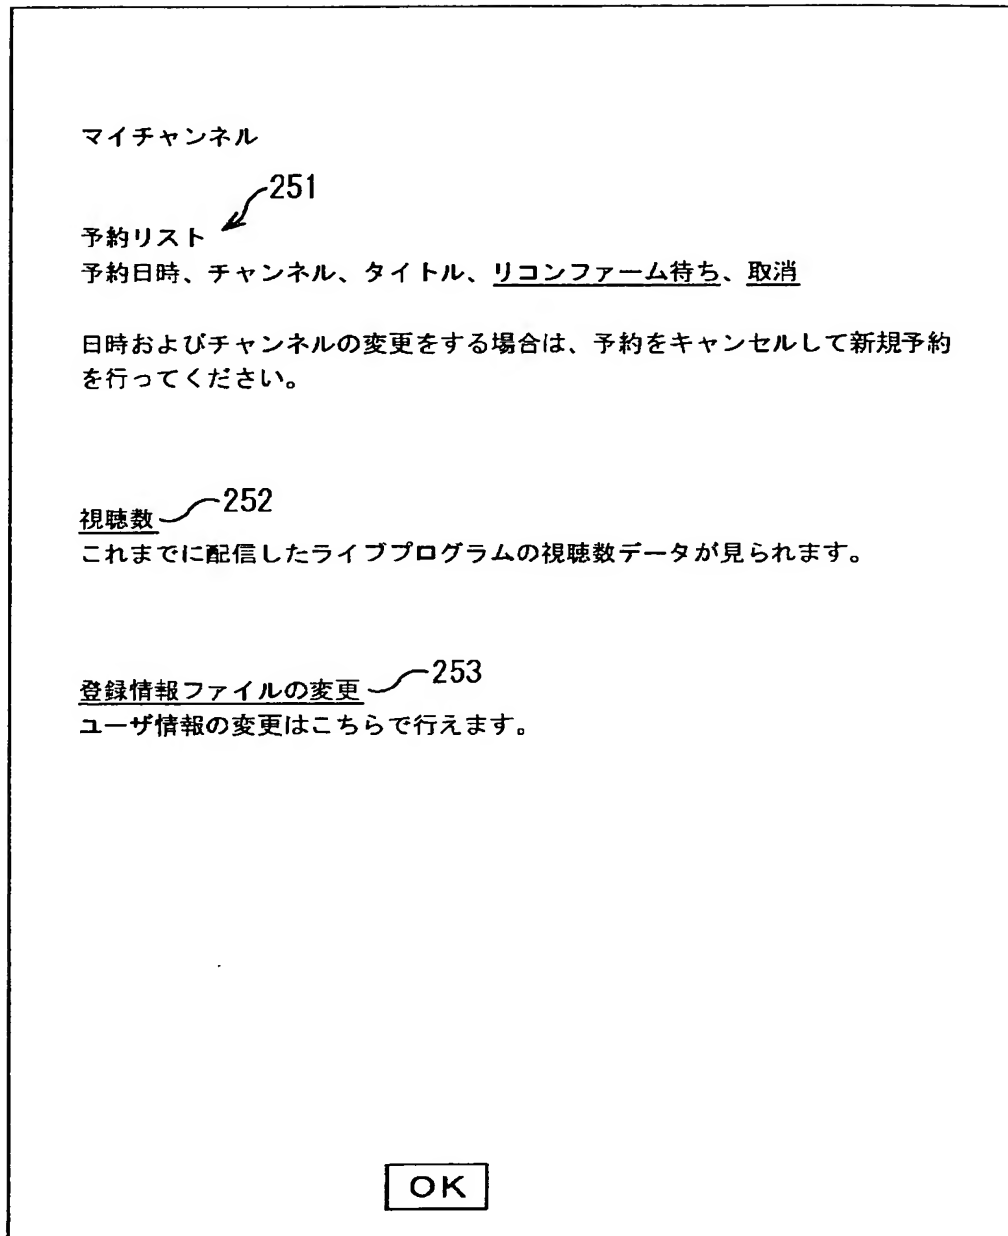 マイチャンネル
251
予約リスト
予約日時、チャンネル、タイトル、リコンファーム待ち、取消
日時およびチャンネルの変更をする場合は、予約をキャンセルして新規予約
を行ってください。
視聴数 252
これまでに配信したライブプログラムの視聴数データが見られます。
登録情報ファイルの変更 253
ユーザ情報の変更はこちらで行えます。
OK